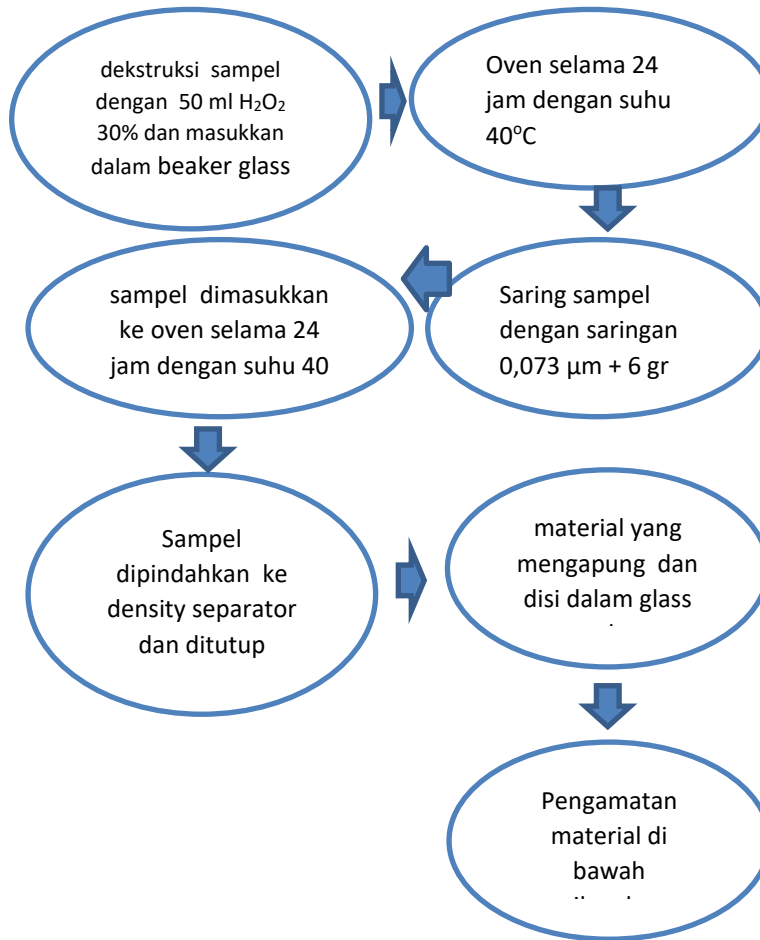 dekstruksi sampel
dengan 50 ml H₂O₂
30% dan masukkan
dalam beaker glass
Oven selama 24
jam dengan suhu
40°C
Saring sampel
dengan saringan
0,073 µm + 6 gr
sampel dimasukkan
ke oven selama 24
jam dengan suhu 40
Sampel
dipindahkan ke
density separator
dan ditutup
material yang
mengapung dan
disi dalam glass
Pengamatan
material di
bawah